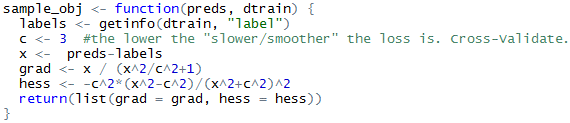 sample_obj <- function(preds, dtrain) {
  labels <- getinfo(dtrain, "label")
  c <- 3  #the lower the "slower/smoother" the loss is. Cross-Validate.
  x <-  preds-labels
  grad <- x / (x^2/c^2+1)
  hess <- -c^2*(x^2-c^2)/(x^2+c^2)^2
  return(list(grad = grad, hess = hess))
}